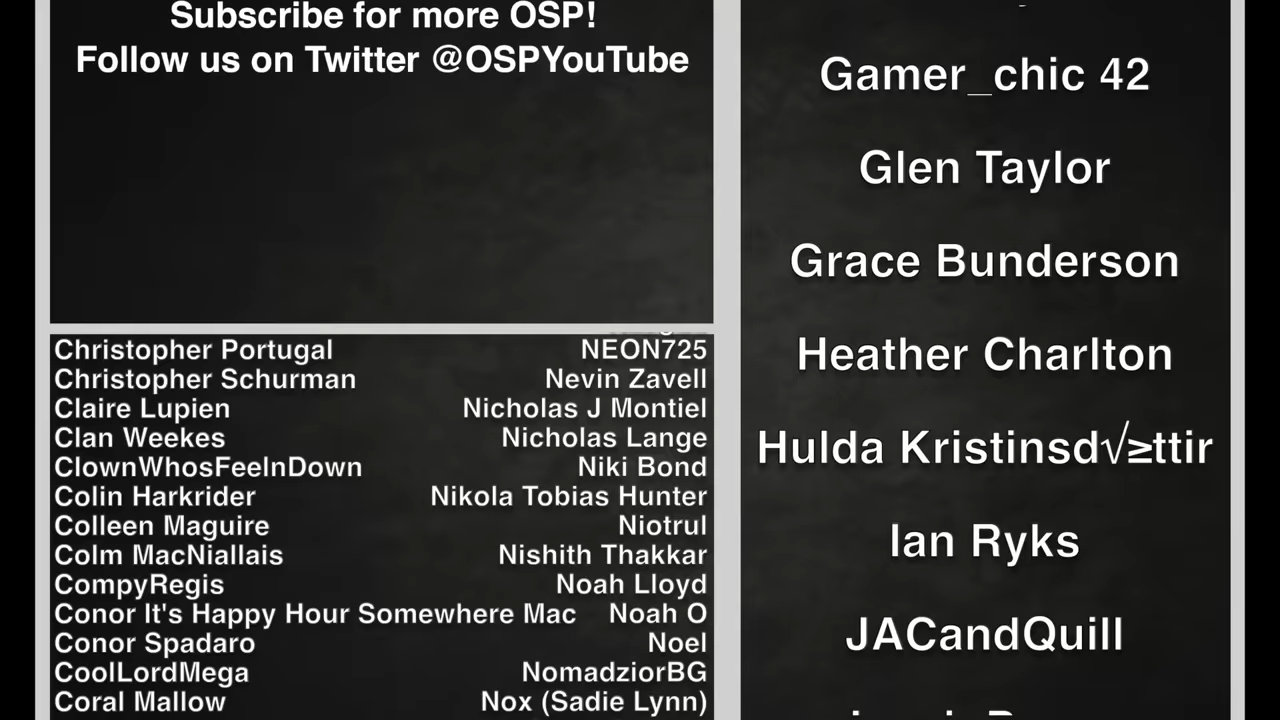 Subscribe for more OSP!
Follow us on Twitter @OSPYouTube
Christopher Portugal NEON725
Christopher Schurman Nevin Zavell
Claire Lupien Nicholas J Montiel
Clan Weekes Nicholas Lange
ClownWhosFeelnDown Niki Bond
Colin Harkrider Nikola Tobias Hunter
Colleen Maguire Niotrul
Colm MacNiallais Nishith Thakkar
CompyRegis Noah Lloyd
Conor It's Happy Hour Somewhere Mac Noah O
Conor Spadaro Noel
CoolLordMega NomadziorBG
Coral Mallow Nox (Sadie Lynn)
Gamer_chic 42
Glen Taylor
Grace Bunderson
Heather Charlton
Hulda Kristinsd√≥ttir
Ian Ryks
JACandQuill